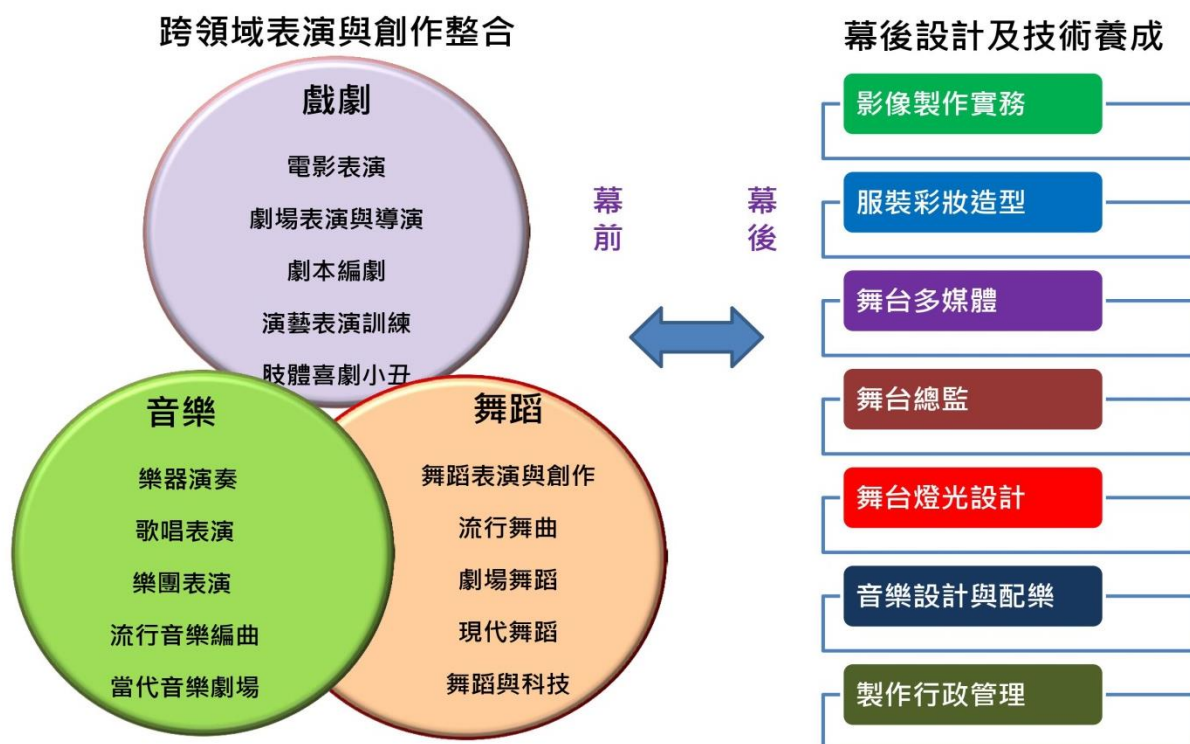 跨領域表演與創作整合
戲劇
電影表演
劇場表演與導演
劇本編劇
演藝表演訓練
肢體喜劇小丑
音樂
樂器演奏
歌唱表演
樂團表演
流行音樂編曲
當代音樂劇場
舞蹈
舞蹈表演與創作
流行舞曲
劇場舞蹈
現代舞蹈
舞蹈與科技
幕前
幕後
幕後設計及技術養成
影像製作實務
服裝彩妝造型
舞台多媒體
舞台總監
舞台燈光設計
音樂設計與配樂
製作行政管理